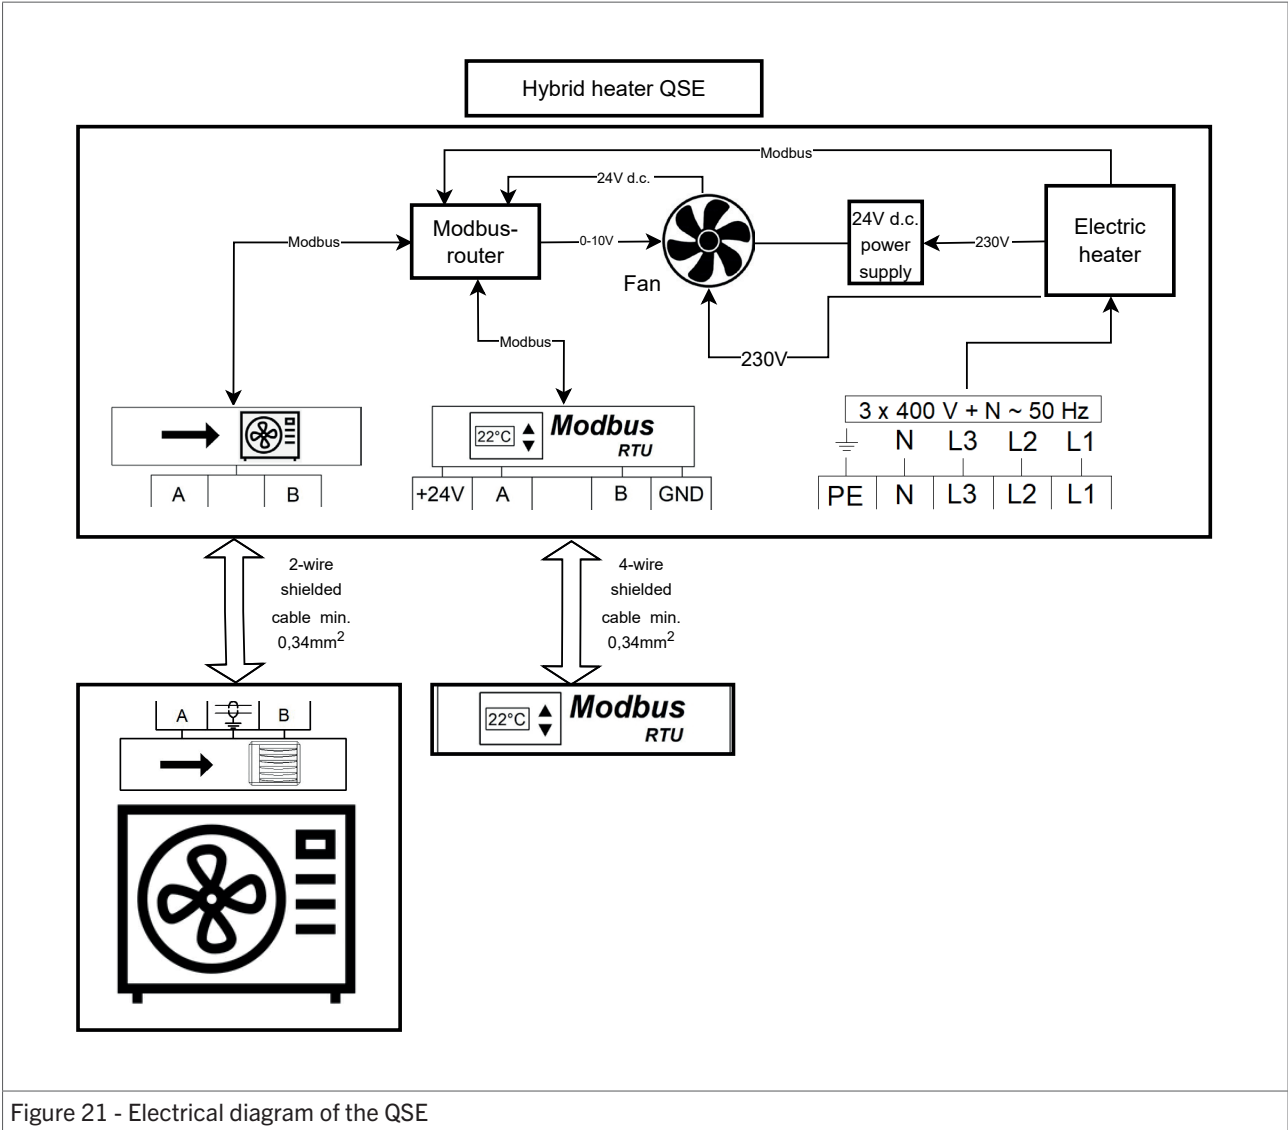 Hybrid heater QSE
Modbus
24V d.c.
Modbus-
router
Modbus
0-10V
Fan
24V d.c.
power
supply
230V
Electric
heater
Modbus
230V
3 x 400 V + N ~ 50 Hz
N L3 L2 L1
22°C
Modbus
RTU
A B
+24V A B GND
PE N L3 L2 L1
2-wire
shielded
cable min.
0,34mm²
4-wire
shielded
cable min.
0,34mm²
A B
22°C
Modbus
RTU
Figure 21 - Electrical diagram of the QSE